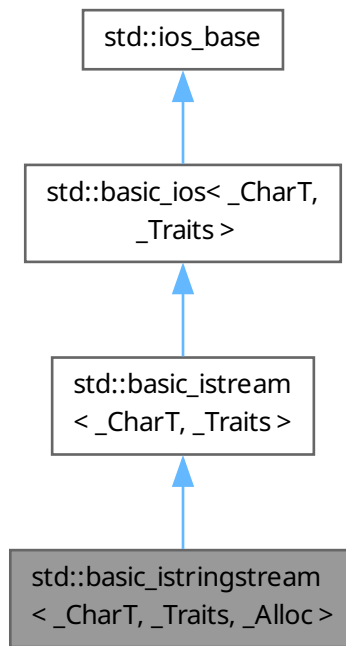 std::ios_base
std::basic_ios< _CharT,
_Traits >
std::basic_istream
< _CharT, _Traits >
std::basic_istringstream
< _CharT, _Traits, _Alloc >